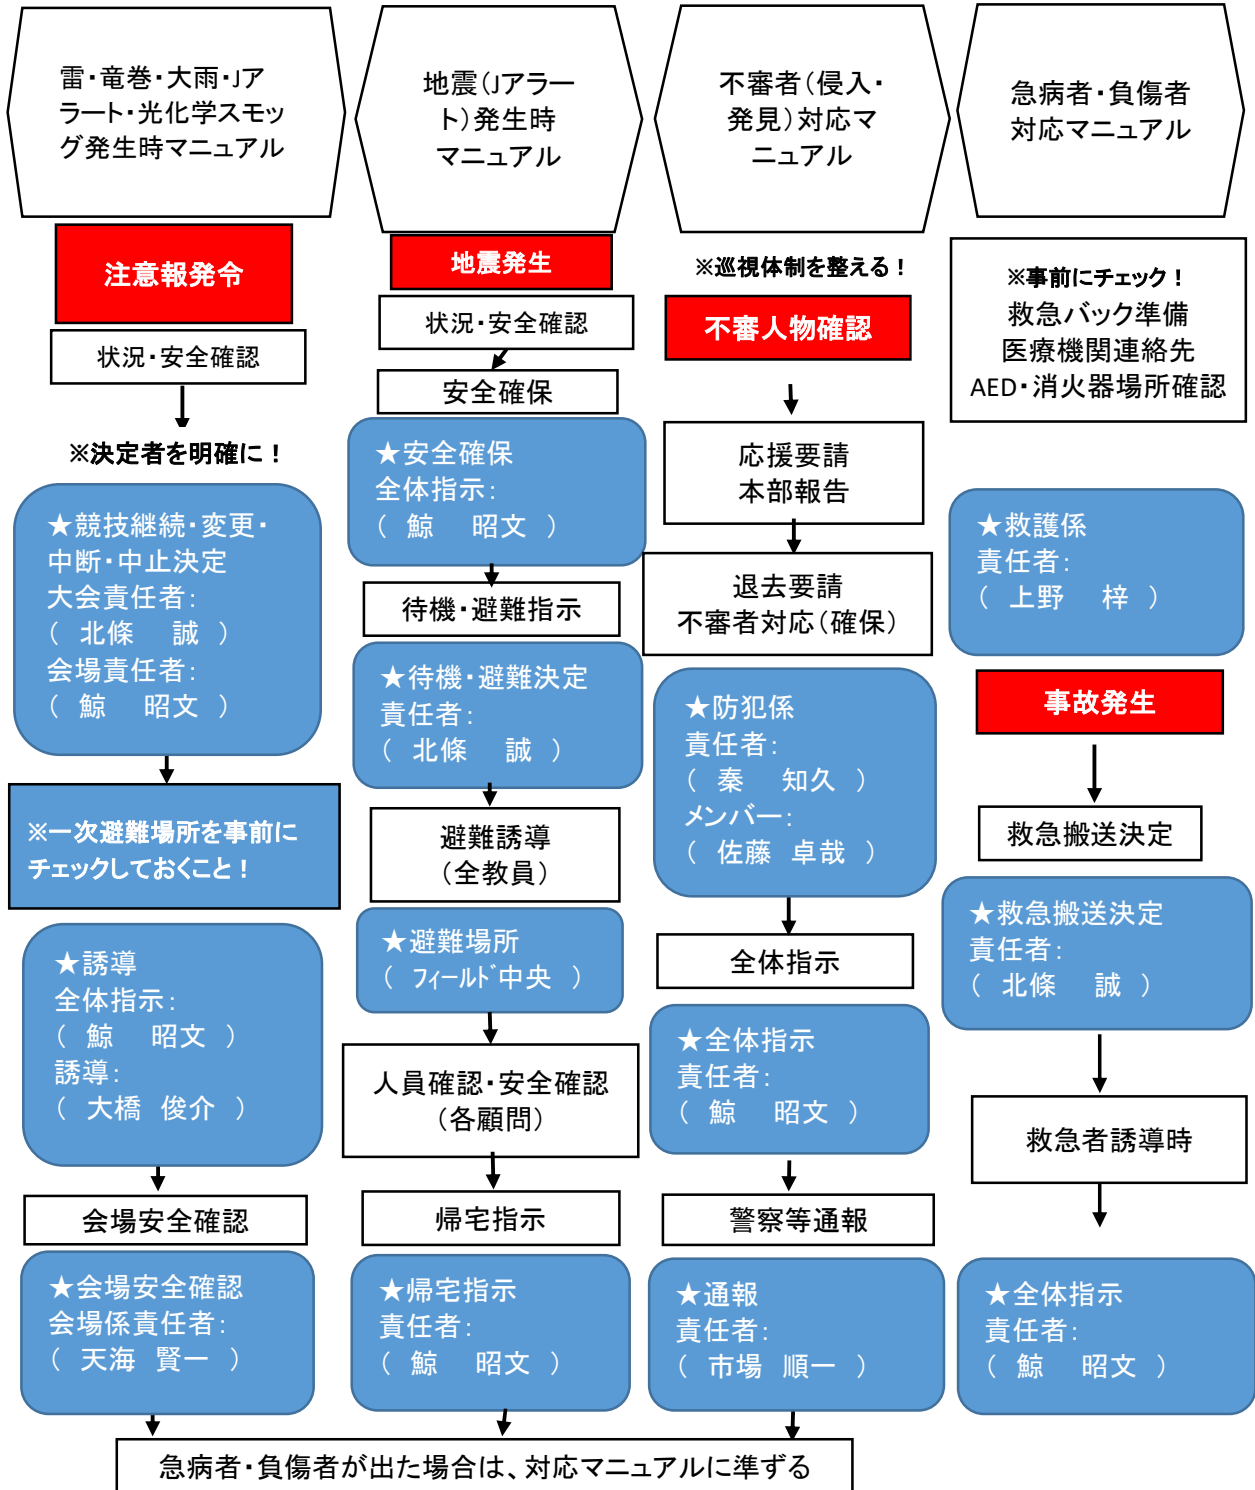 雷・竜巻・大雨・Jア
ラート・光化学スモッ
グ発生時マニュアル
注意報発令
状況・安全確認
※決定者を明確に！
★競技継続・変更・
中断・中止決定
大会責任者：
（ 北條　誠 ）
会場責任者：
（ 鯨　昭文 ）
※一次避難場所を事前に
チェックしておくこと！
★誘導
全体指示：
（ 鯨　昭文 ）
誘導：
（ 大橋 俊介 ）
会場安全確認
★会場安全確認
会場係責任者：
（ 天海 賢一 ）
地震（Jアラー
ト）発生時
マニュアル
地震発生
状況・安全確認
安全確保
★安全確保
全体指示：
（ 鯨　昭文 ）
待機・避難指示
★待機・避難決定
責任者：
（ 北條　誠 ）
避難誘導
（全教員）
★避難場所
（ ﾌｨｰﾙﾄﾞ中央 ）
人員確認・安全確認
（各顧問）
帰宅指示
★帰宅指示
責任者：
（ 鯨　昭文 ）
不審者（侵入・
発見）対応マ
ニュアル
※巡視体制を整える！
不審人物確認
応援要請
本部報告
退去要請
不審者対応（確保）
★防犯係
責任者：
（ 秦　知久 ）
メンバー：
（ 佐藤 卓哉 ）
全体指示
★全体指示
責任者：
（ 鯨　昭文 ）
警察等通報
★通報
責任者：
（ 市場 順一 ）
急病者・負傷者
対応マニュアル
※事前にチェック！
救急バック準備
医療機関連絡先
AED・消火器場所確認
★救護係
責任者：
（ 上野　梓 ）
事故発生
救急搬送決定
★救急搬送決定
責任者：
（ 北條　誠 ）
救急者誘導時
★全体指示
責任者：
（ 鯨　昭文 ）
急病者・負傷者が出た場合は、対応マニュアルに準ずる